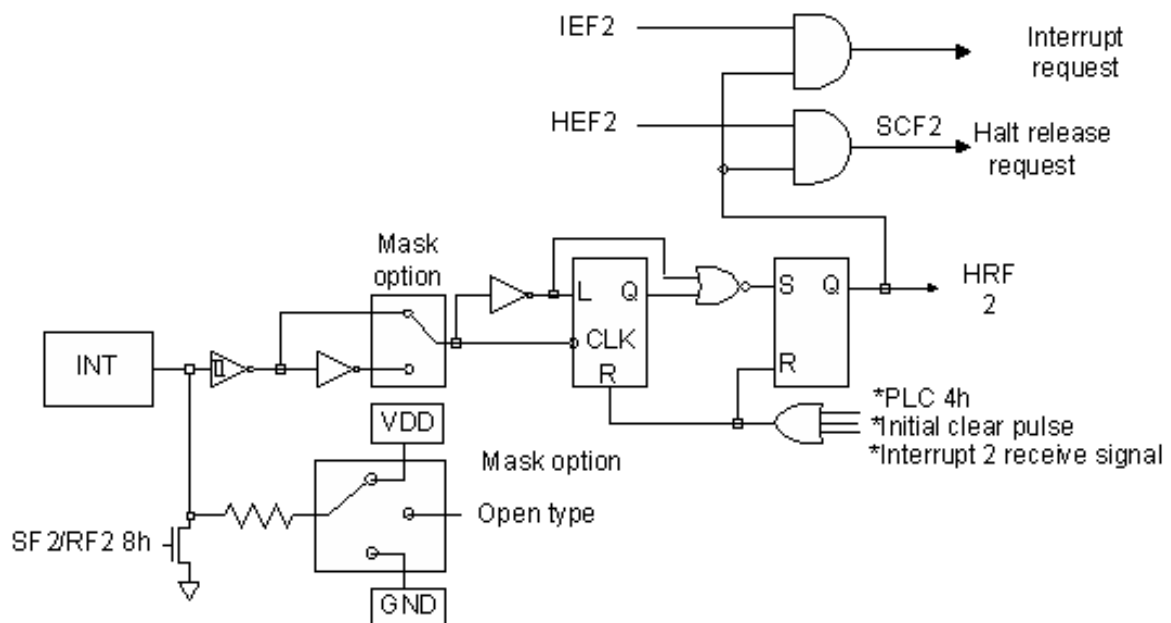 IEF2
Interrupt
request
HEF2
SCF2
Halt release
request
Mask
option
L
Q
CLK
R
S
Q
R
HRF
2
INT
*PLC 4h
*Initial clear pulse
*Interrupt 2 receive signal
VDD
Mask option
Open type
SF2/RF2 8h
GND